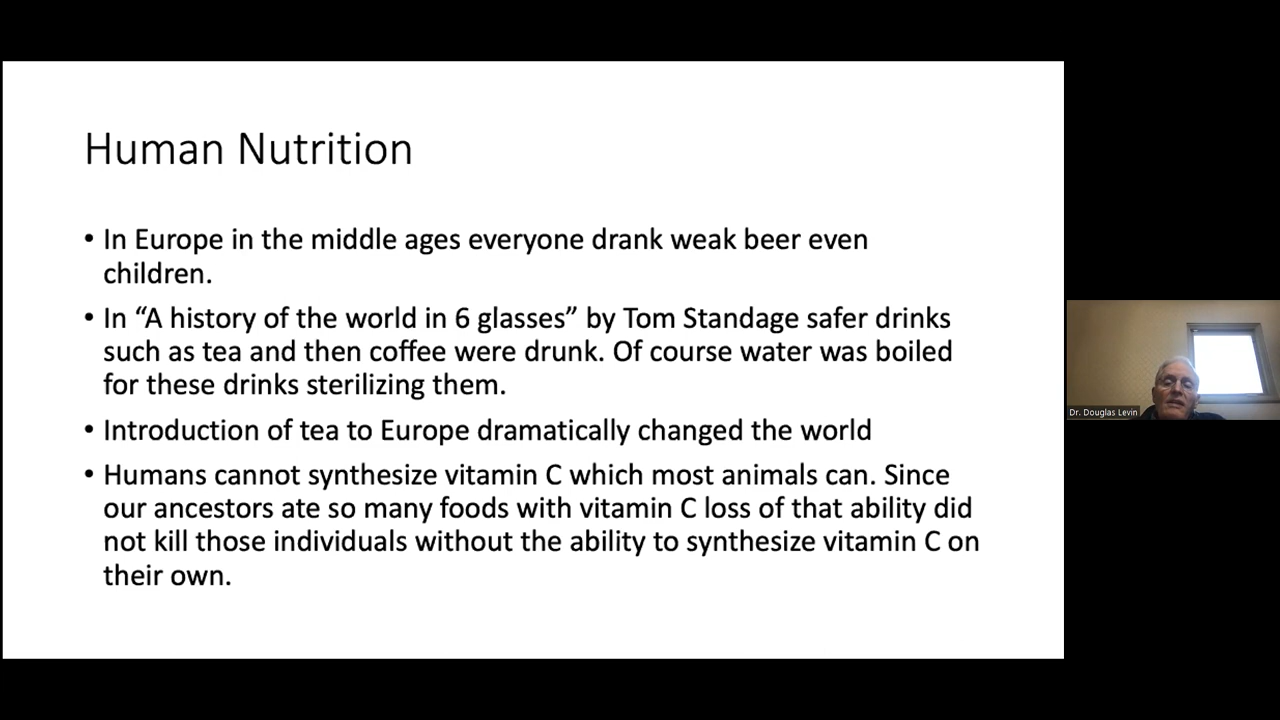 Human Nutrition
• In Europe in the middle ages everyone drank weak beer even
children.
• In “A history of the world in 6 glasses” by Tom Standage safer drinks
such as tea and then coffee were drunk. Of course water was boiled
for these drinks sterilizing them.
• Introduction of tea to Europe dramatically changed the world
• Humans cannot synthesize vitamin C which most animals can. Since
our ancestors ate so many foods with vitamin C loss of that ability did
not kill those individuals without the ability to synthesize vitamin C on
their own.
Dr. Douglas Levin